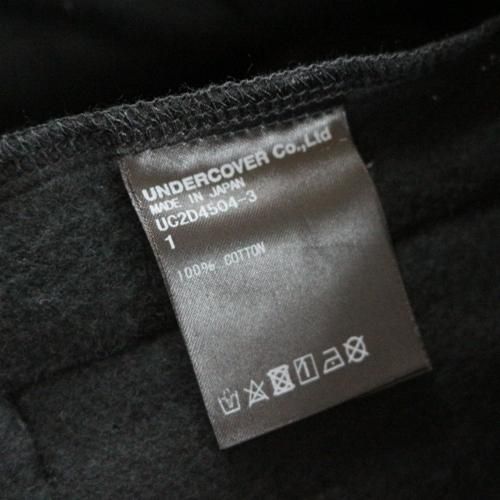 UNDERCOVER Co.,Ltd
MADE IN JAPAN
UC2D4504-3
1
100% COTTON